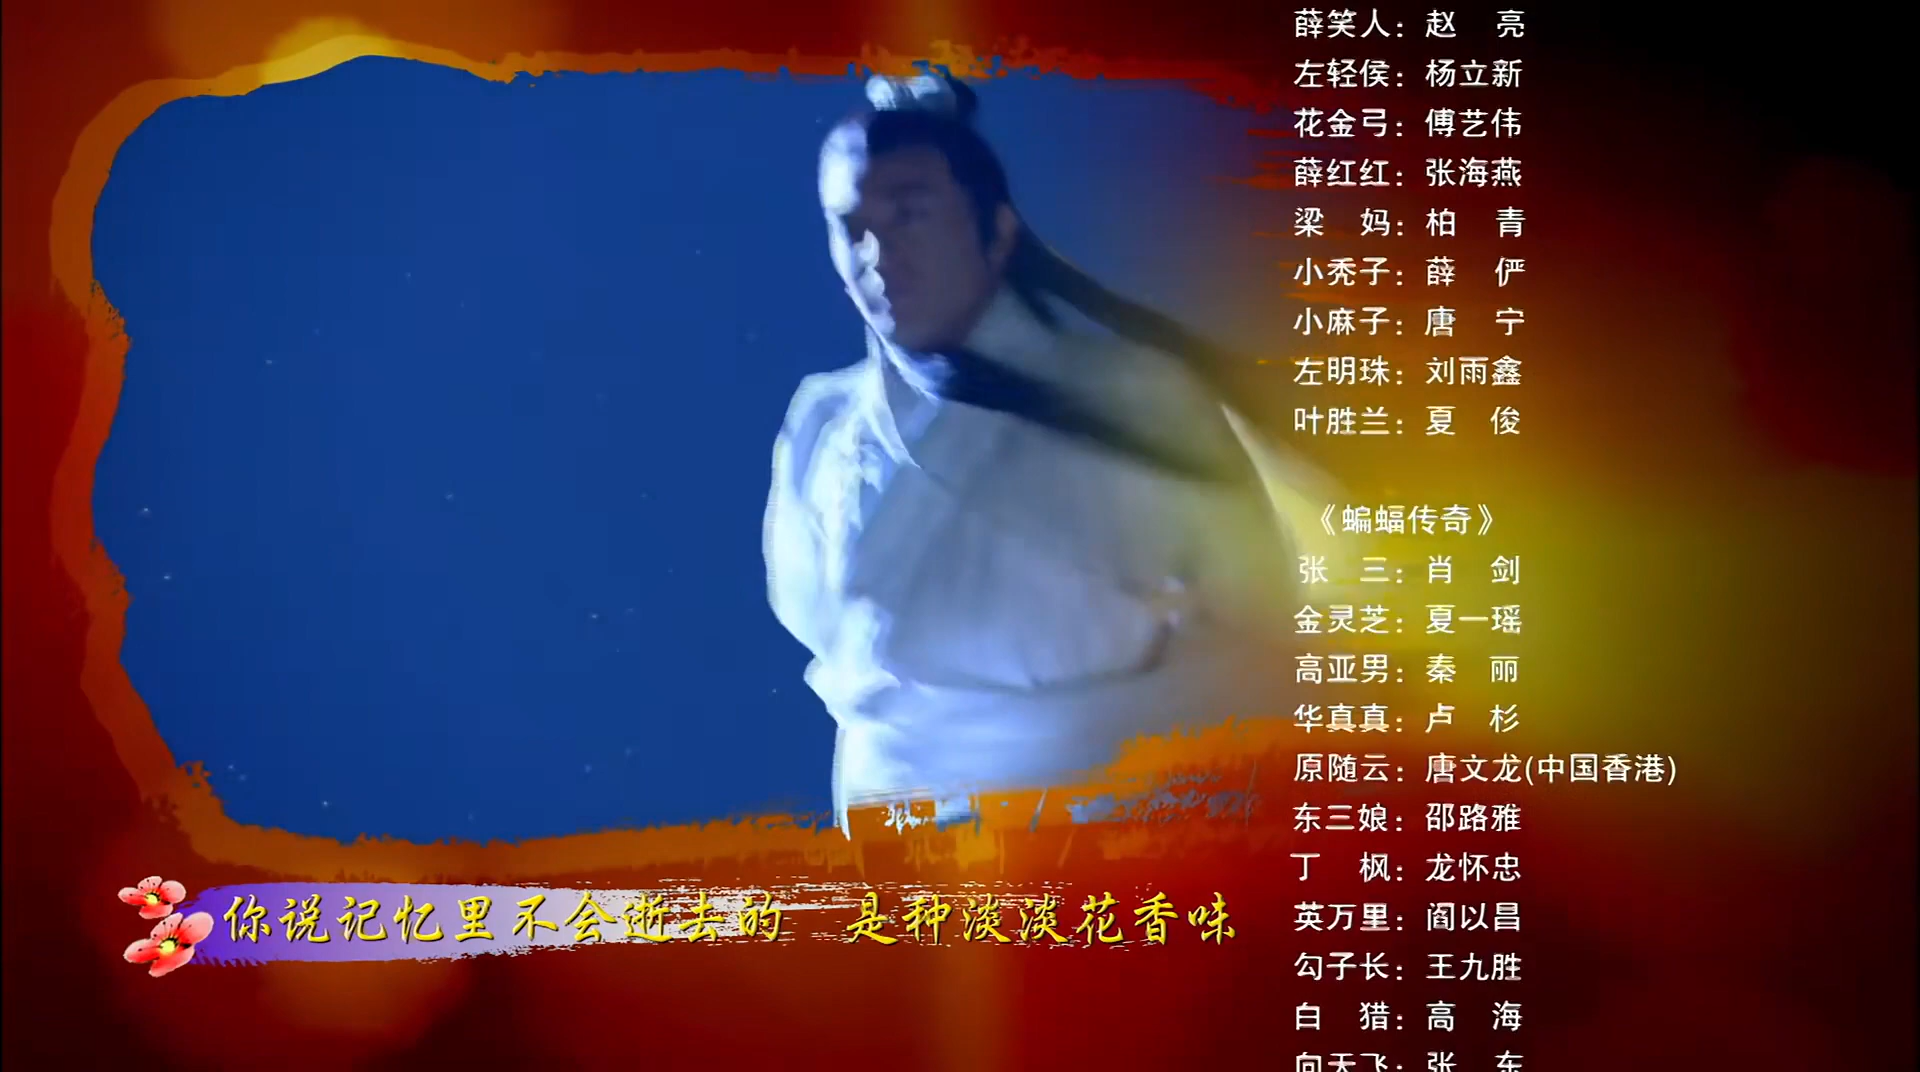 薛笑人：赵　亮
左轻侯：杨立新
花金弓：傅艺伟
薛红红：张海燕
梁　妈：柏　青
小秃子：薛　俨
小麻子：唐　宁
左明珠：刘雨鑫
叶胜兰：夏　俊
《蝙蝠传奇》
张　三：肖　剑
金灵芝：夏一瑶
高亚男：秦　丽
华真真：卢　杉
原随云：唐文龙(中国香港)
东三娘：邵路雅
丁　枫：龙怀忠
英万里：阎以昌
勾子长：王九胜
白　猎：高　海
向天飞：张　东
你说记忆里不会逝去的　是种淡淡花香味